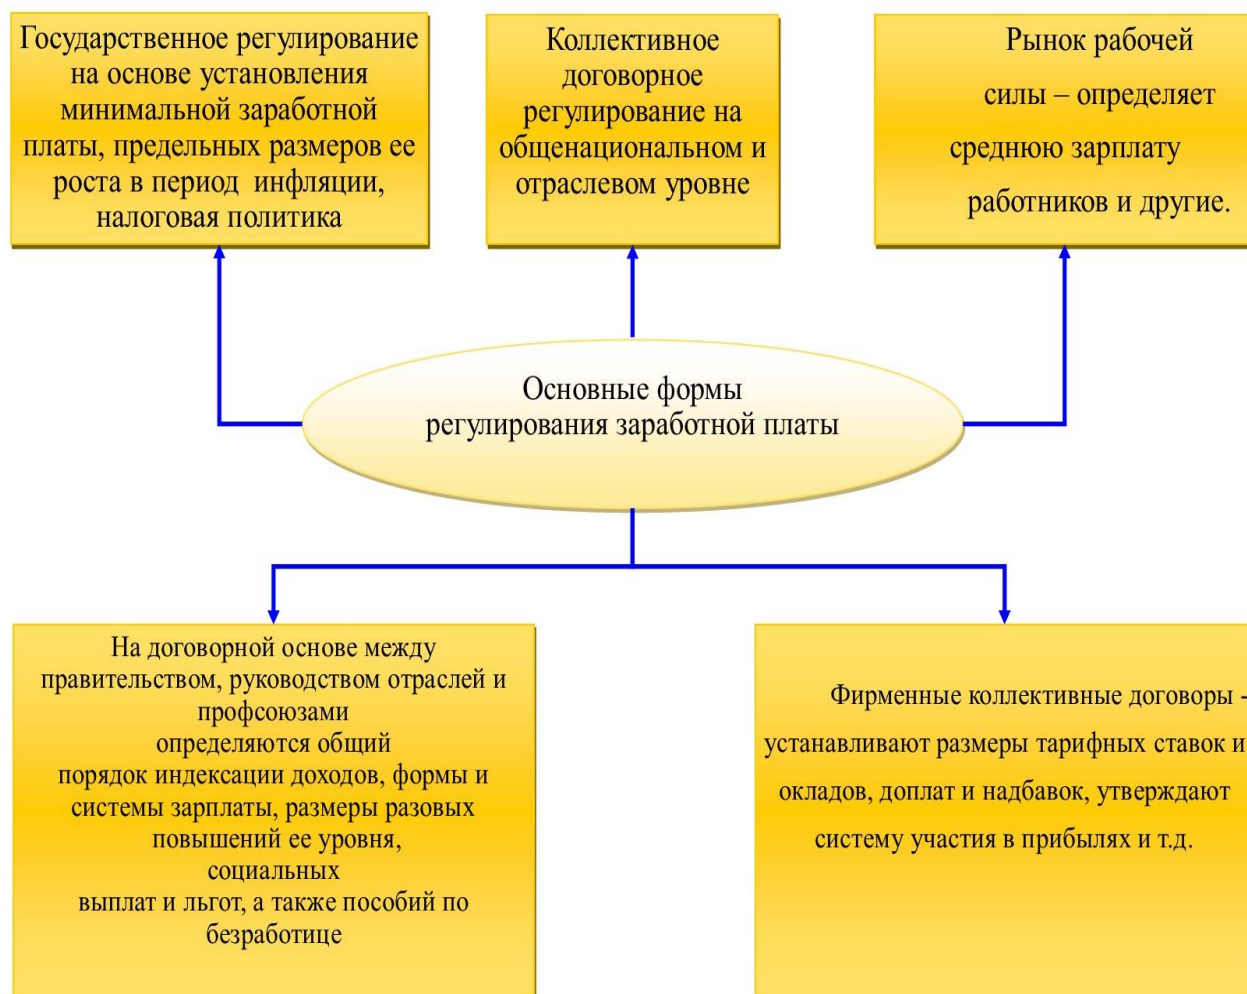 Государственное регулирование
на основе установления
минимальной заработной
платы, предельных размеров ее
роста в период инфляции,
налоговая политика
Коллективное
договорное
регулирование на
общенациональном и
отраслевом уровне
Рынок рабочей
силы – определяет
среднюю зарплату
работников и другие.
Основные формы
регулирования заработной платы
На договорной основе между
правительством, руководством отраслей и
профсоюзами
определяются общий
порядок индексации доходов, формы и
системы зарплаты, размеры разовых
повышений ее уровня,
социальных
выплат и льгот, а также пособий по
безработице
Фирменные коллективные договоры -
устанавливают размеры тарифных ставок и
окладов, доплат и надбавок, утверждают
систему участия в прибылях и т.д.